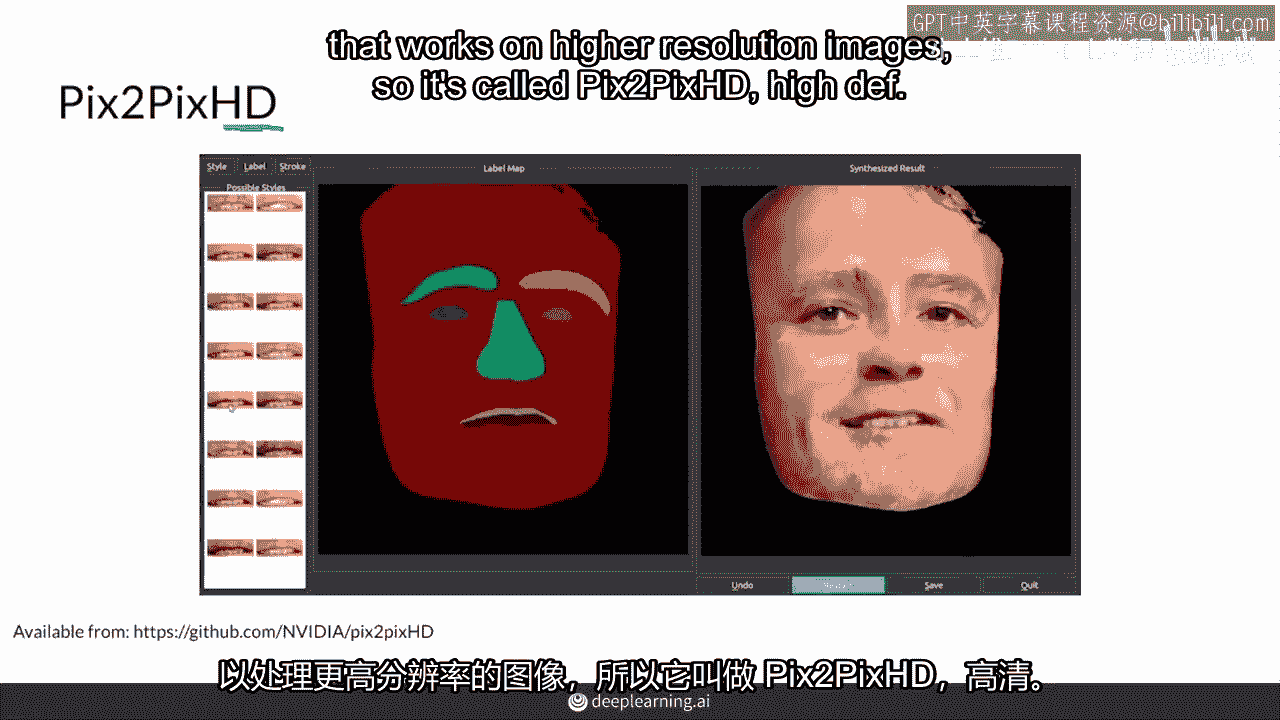 GPT中英字幕课程资源@bilibili.com
that works on higher resolution images,
so it's called Pix2PixHD, high def.
Pix2PixHD
Style Label Stroke
Possible Styles
Label Map
Synthesized Result
Undo
Save
Quit
Available from: https://github.com/NVIDIA/pix2pixHD
以处理更高分辨率的图像，所以它叫做 Pix2PixHD，高清。
deeplearning.ai